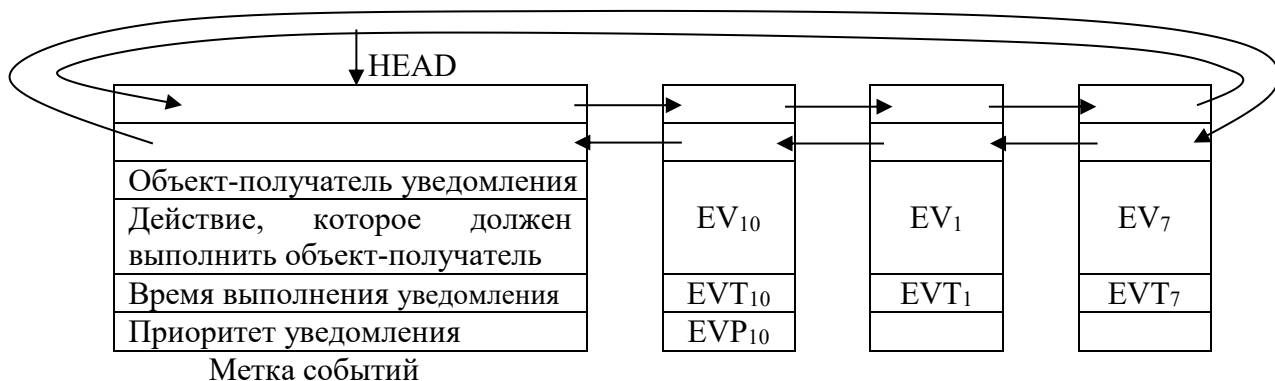 HEAD
Объект-получатель уведомления
Действие, которое должен
выполнить объект-получатель
EV₁₀ EV₁ EV₇
Время выполнения уведомления EVT₁₀ EVT₁ EVT₇
Приоритет уведомления EVP₁₀
Метка событий